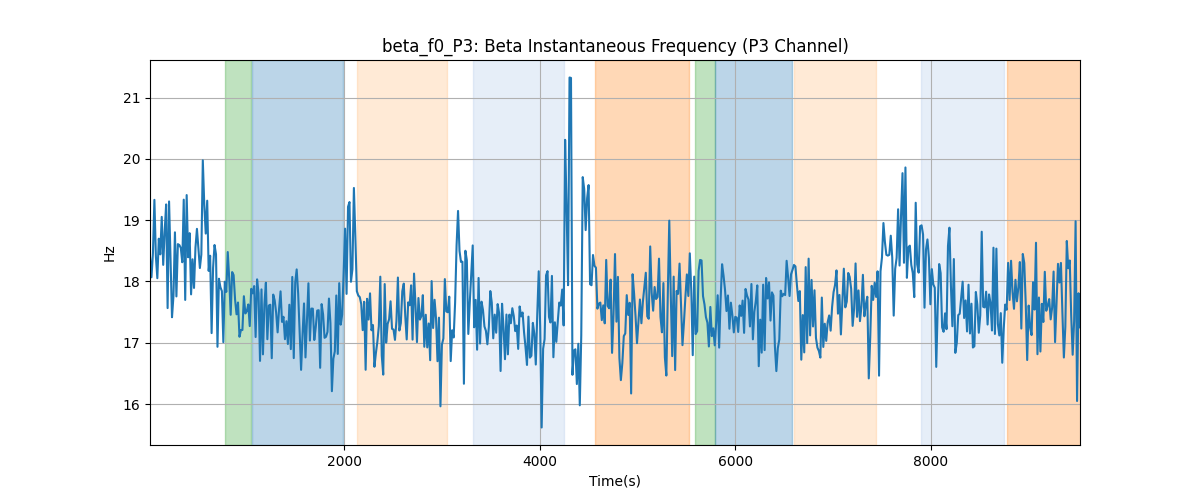 beta_f0_P3: Beta Instantaneous Frequency (P3 Channel)
21
20
19
18
17
16
Hz
2000 4000 6000 8000
Time(s)